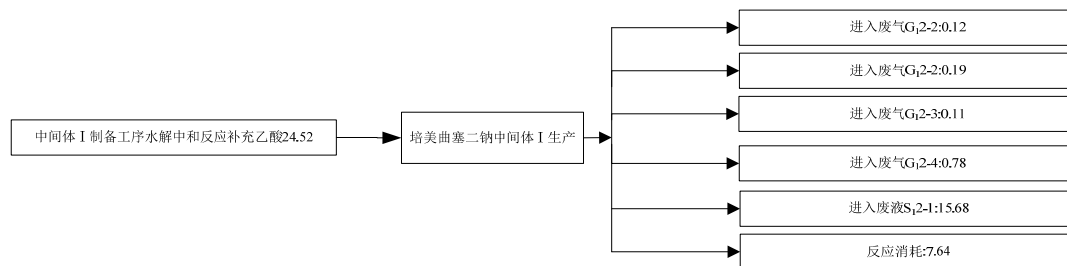 进入废气G₁2-2:0.12
进入废气G₁2-2:0.19
进入废气G₁2-3:0.11
中间体Ⅰ制备工序水解中和反应补充乙酸24.52
培美曲塞二钠中间体Ⅰ生产
进入废气G₁2-4:0.78
进入废液S₁2-1:15.68
反应消耗:7.64